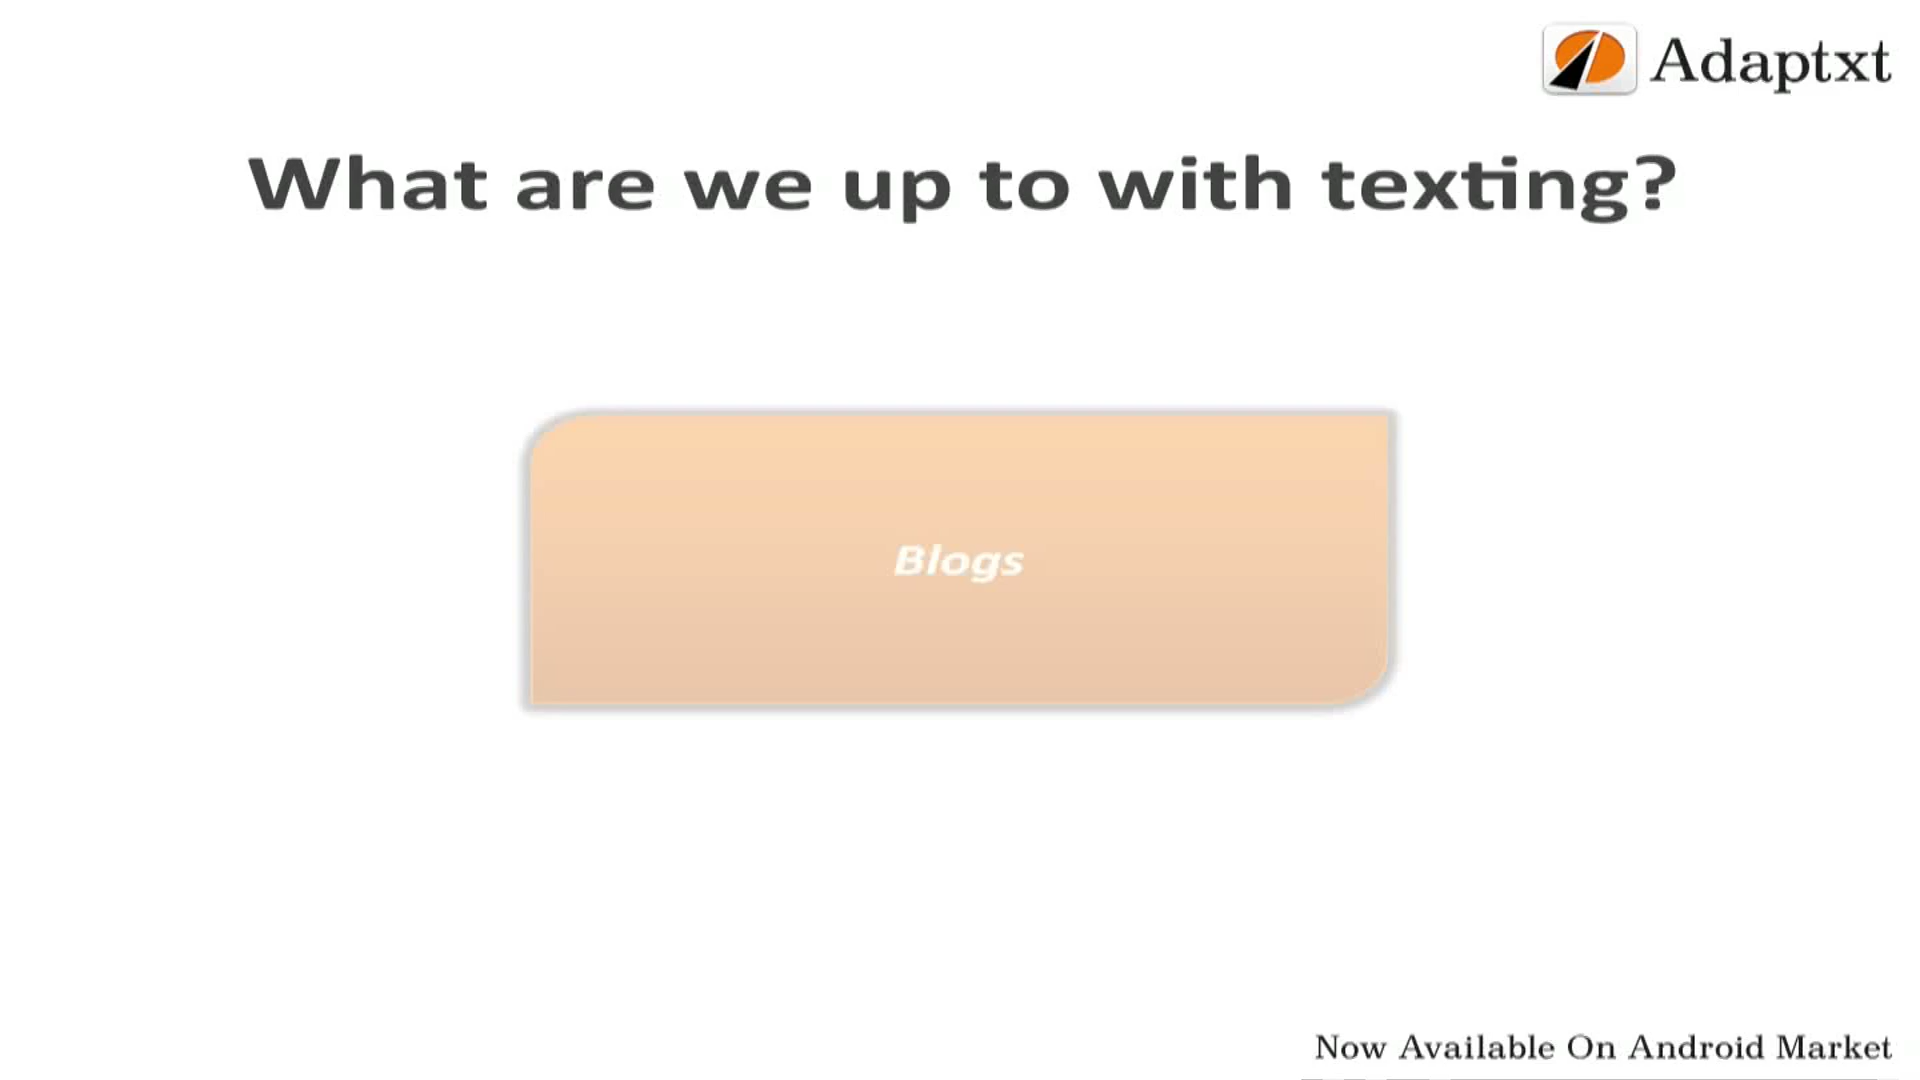 Adaptxt
What are we up to with texting?
Blogs
Now Available On Android Market